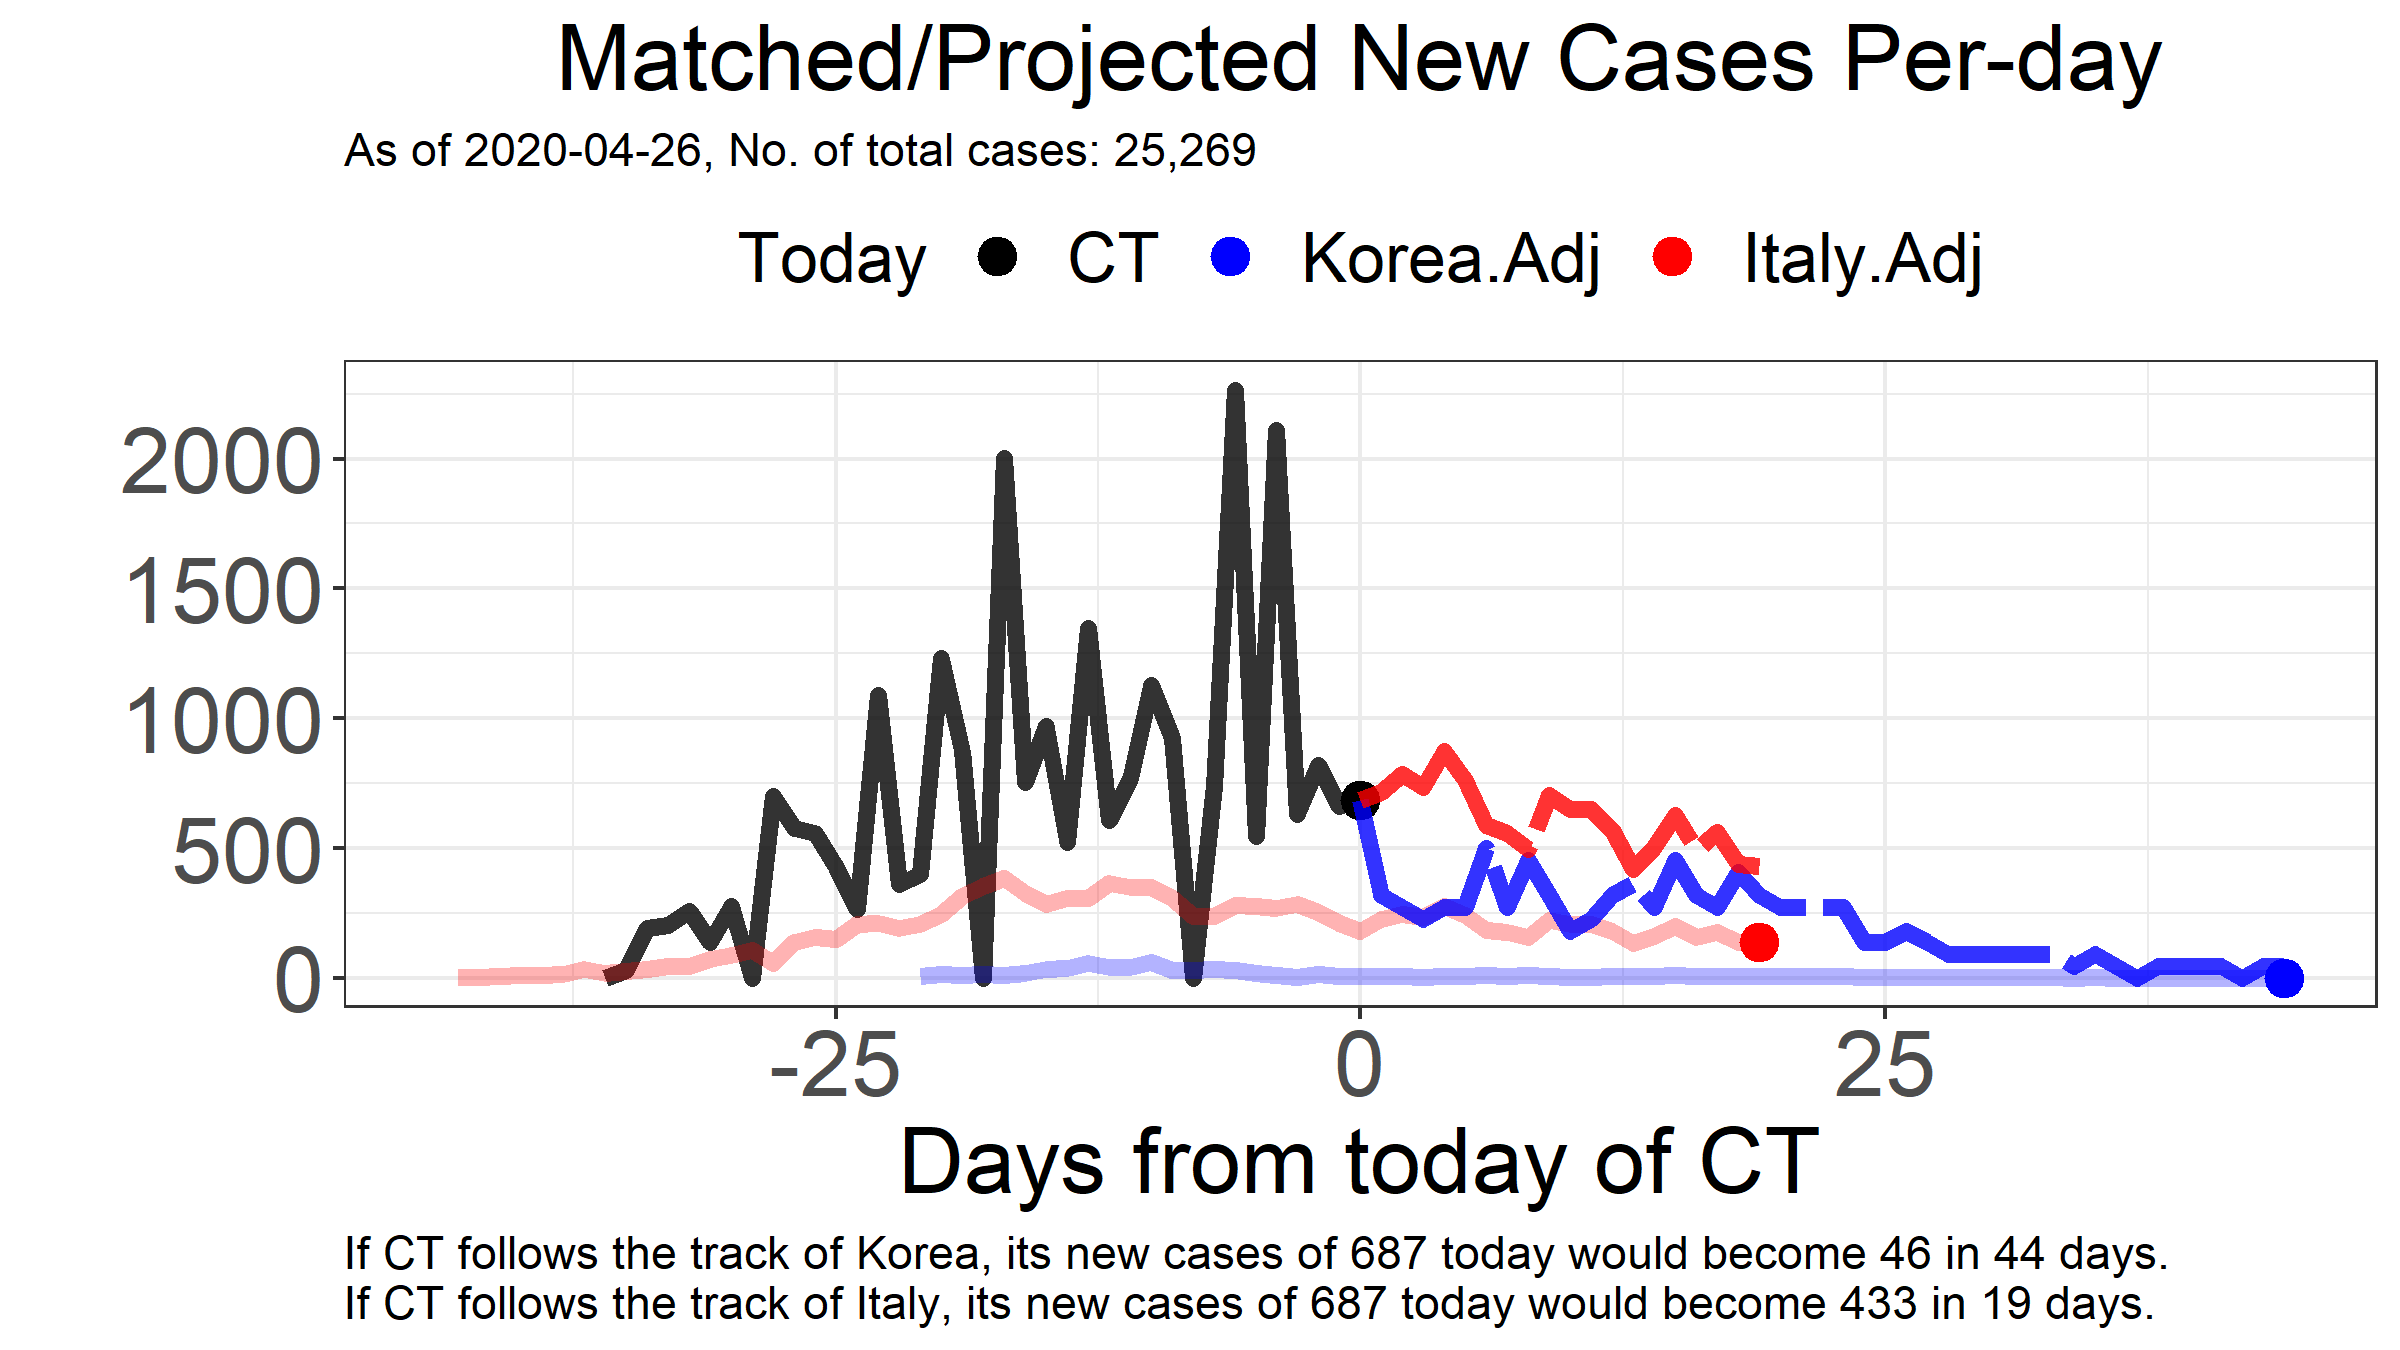 Matched/Projected New Cases Per-day
As of 2020-04-26, No. of total cases: 25,269
Today CT Korea.Adj Italy.Adj
2000
1500
1000
500
0
-25 0 25
Days from today of CT
If CT follows the track of Korea, its new cases of 687 today would become 46 in 44 days.
If CT follows the track of Italy, its new cases of 687 today would become 433 in 19 days.